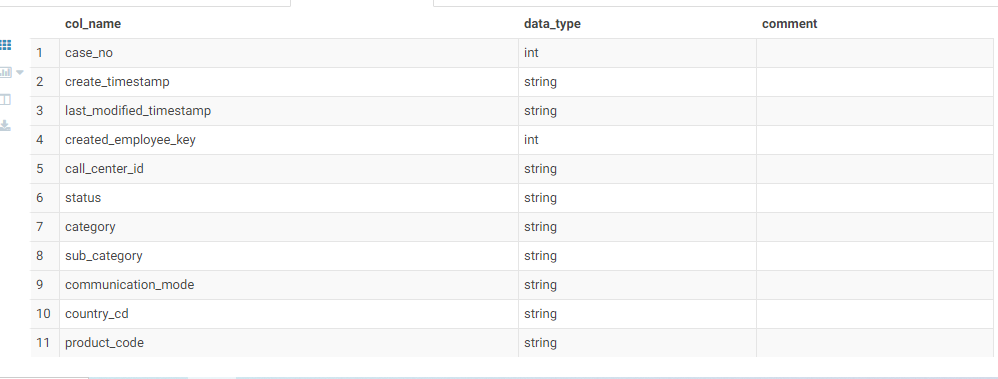 col_name data_type comment
1 case_no int
2 create_timestamp string
3 last_modified_timestamp string
4 created_employee_key int
5 call_center_id string
6 status string
7 category string
8 sub_category string
9 communication_mode string
10 country_cd string
11 product_code string